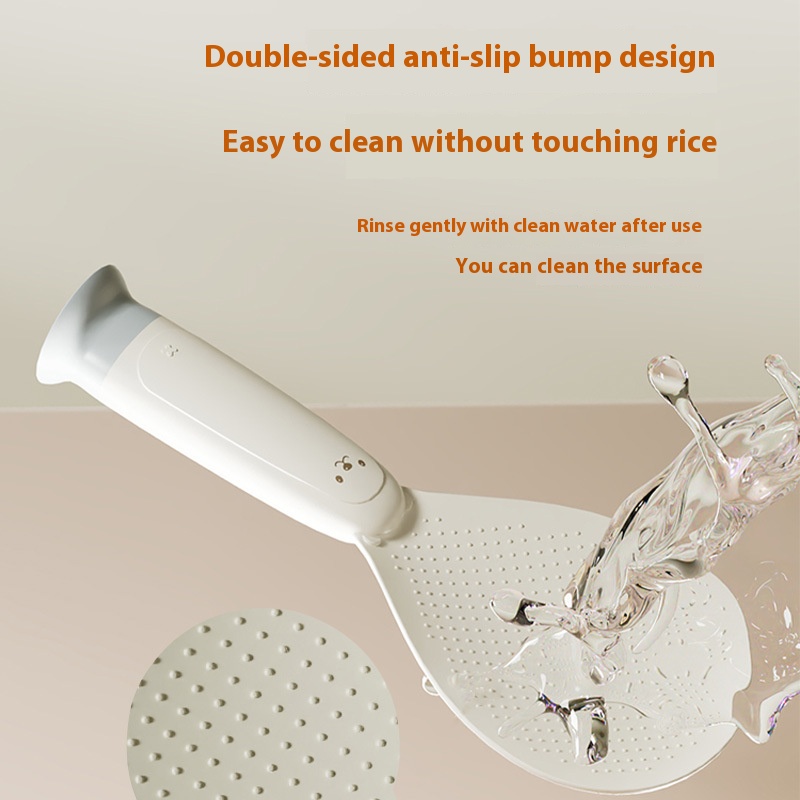 Double-sided anti-slip bump design
Easy to clean without touching rice
Rinse gently with clean water after use
You can clean the surface